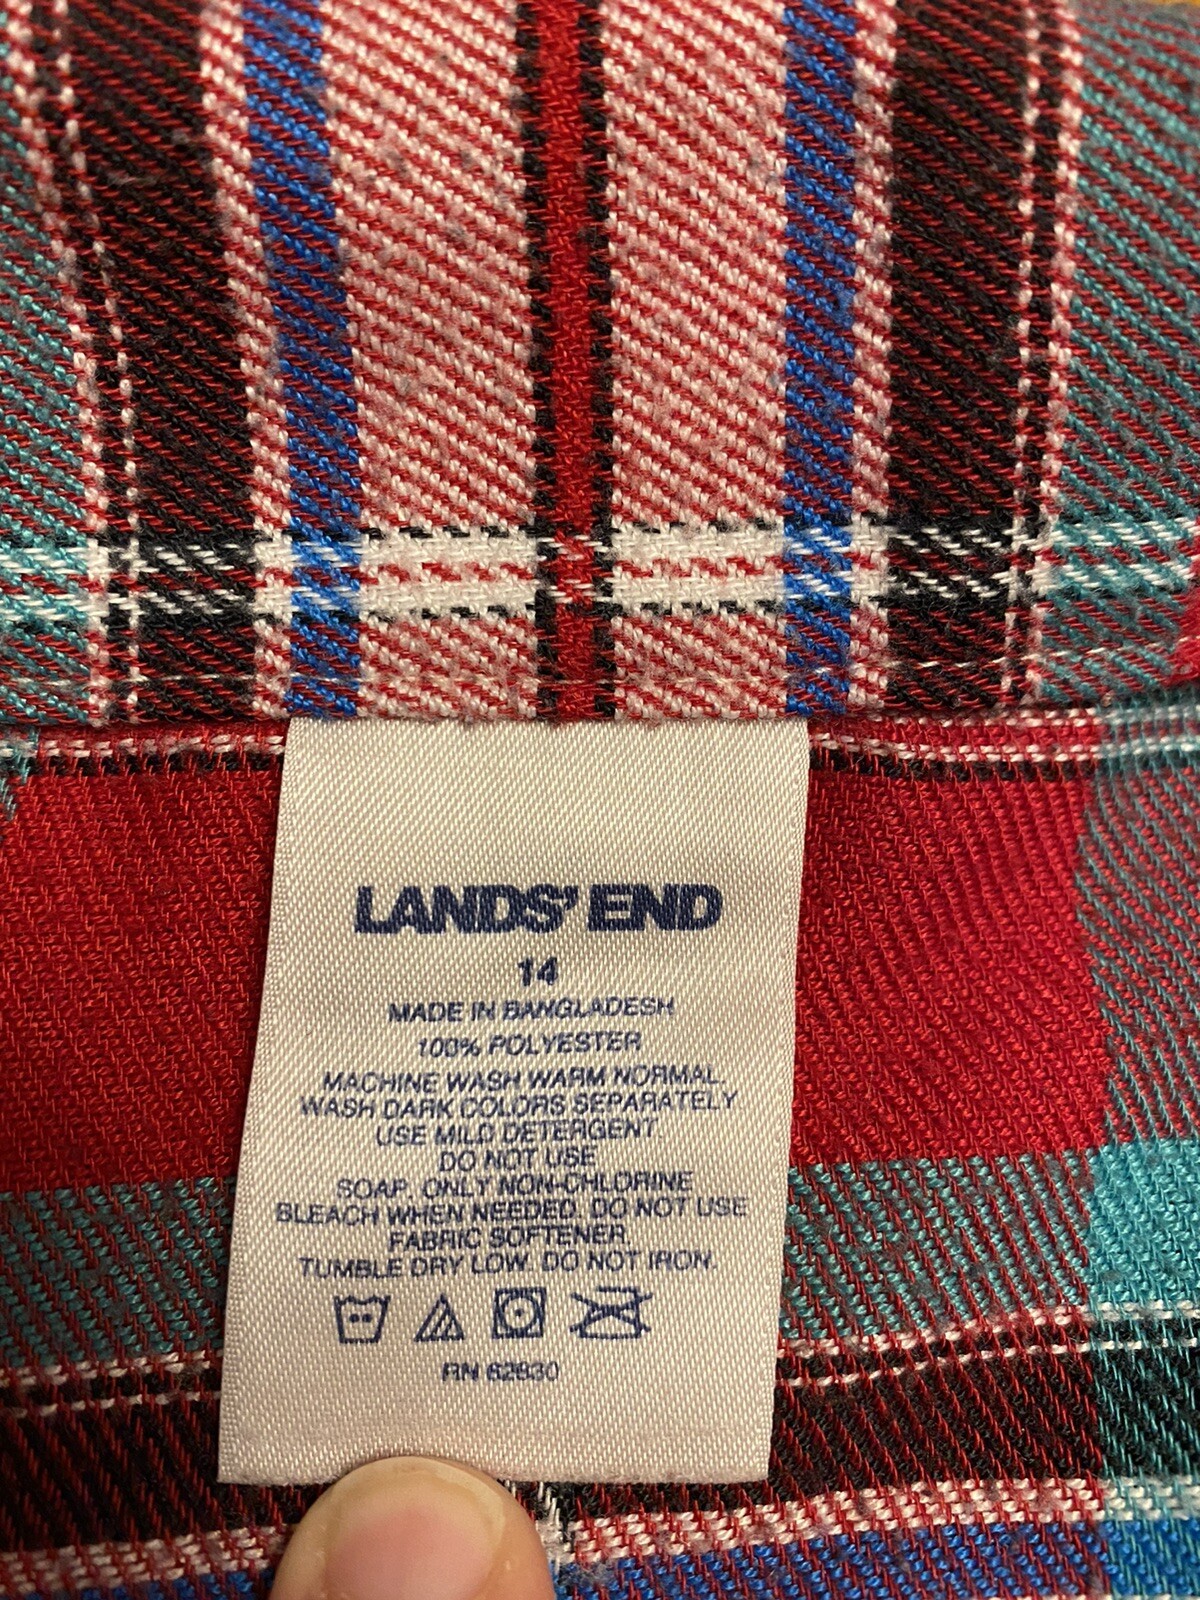 LANDS' END
14
MADE IN BANGLADESH
100% POLYESTER
MACHINE WASH WARM NORMAL.
WASH DARK COLORS SEPARATELY
USE MILD DETERGENT
DO NOT USE
SOAP. ONLY NON-CHLORINE
BLEACH WHEN NEEDED. DO NOT USE
FABRIC SOFTENER
TUMBLE DRY LOW. DO NOT IRON.
RN 62830